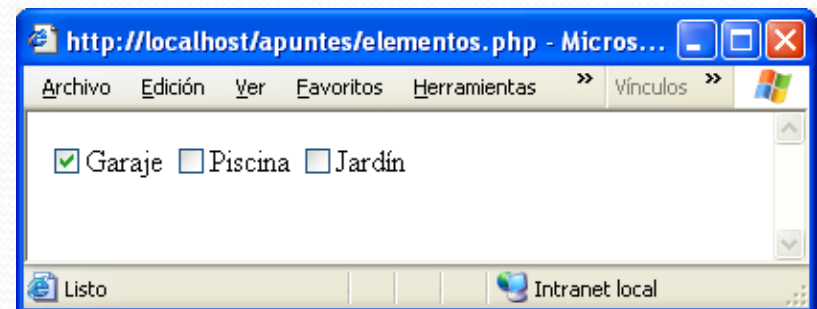 http://localhost/apuntes/elementos.php - Micros...
Archivo Edición Ver Favoritos Herramientas » Vínculos »
Garaje Piscina Jardín
Listo Intranet local